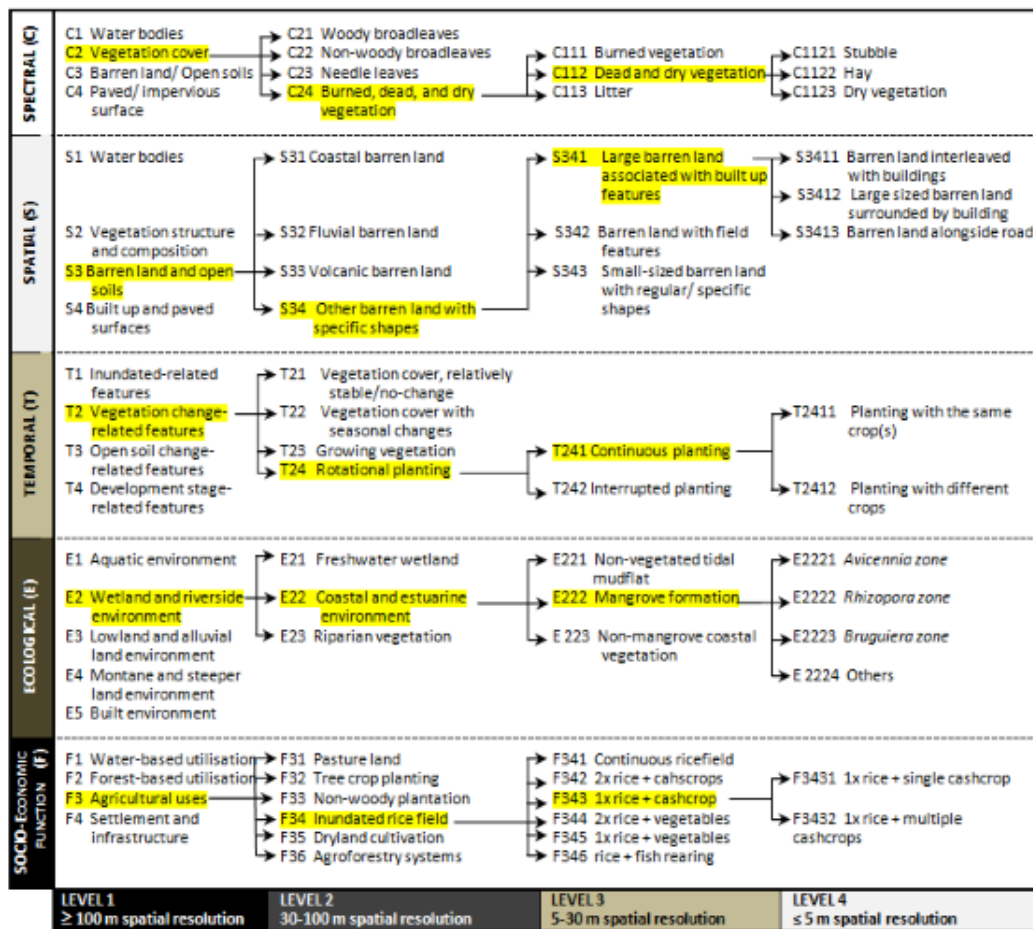 SPECTRAL (C)
C1 Water bodies
C2 Vegetation cover
C3 Barren land/ Open soils
C4 Paved/ impervious
surface
C21 Woody broadleaves
C22 Non-woody broadleaves
C23 Needle leaves
C24 Burned, dead, and dry
vegetation
C111 Burned vegetation
C112 Dead and dry vegetation
C113 Litter
C1121 Stubble
C1122 Hay
C1123 Dry vegetation
SPATIAL (S)
S1 Water bodies
S2 Vegetation structure
and composition
S3 Barren land and open
soils
S4 Built up and paved
surfaces
S31 Coastal barren land
S32 Fluvial barren land
S33 Volcanic barren land
S34 Other barren land with
specific shapes
S341 Large barren land
associated with built up
features
S342 Barren land with field
features
S343 Small-sized barren land
with regular/ specific
shapes
S3411 Barren land interleaved
with buildings
S3412 Large sized barren land
surrounded by building
S3413 Barren land alongside road
TEMPORAL (T)
T1 Inundated-related
features
T2 Vegetation change-
related features
T3 Open soil change-
related features
T4 Development stage-
related features
T21 Vegetation cover, relatively
stable/no-change
T22 Vegetation cover with
seasonal changes
T23 Growing vegetation
T24 Rotational planting
T241 Continuous planting
T242 Interrupted planting
T2411 Planting with the same
crop(s)
T2412 Planting with different
crops
ECOLOGICAL (E)
E1 Aquatic environment
E2 Wetland and riverside
environment
E3 Lowland and alluvial
land environment
E4 Montane and steeper
land environment
E5 Built environment
E21 Freshwater wetland
E22 Coastal and estuarine
environment
E23 Riparian vegetation
E221 Non-vegetated tidal
mudflat
E222 Mangrove formation
E 223 Non-mangrove coastal
vegetation
E2221 Avicennia zone
E2222 Rhizopora zone
E2223 Bruguiera zone
E 2224 Others
SOCIO-ECONOMIC
FUNCTION (F)
F1 Water-based utilisation
F2 Forest-based utilisation
F3 Agricultural uses
F4 Settlement and
infrastructure
F31 Pasture land
F32 Tree crop planting
F33 Non-woody plantation
F34 Inundated rice field
F35 Dryland cultivation
F36 Agroforestry systems
F341 Continuous ricefield
F342 2x rice + cahscrops
F343 1x rice + cashcrop
F344 2x rice + vegetables
F345 1x rice + vegetables
F346 rice + fish rearing
F3431 1x rice + single cashcrop
F3432 1x rice + multiple
cashcrops
LEVEL 1
≥ 100 m spatial resolution
LEVEL 2
30-100 m spatial resolution
LEVEL 3
5-30 m spatial resolution
LEVEL 4
≤ 5 m spatial resolution